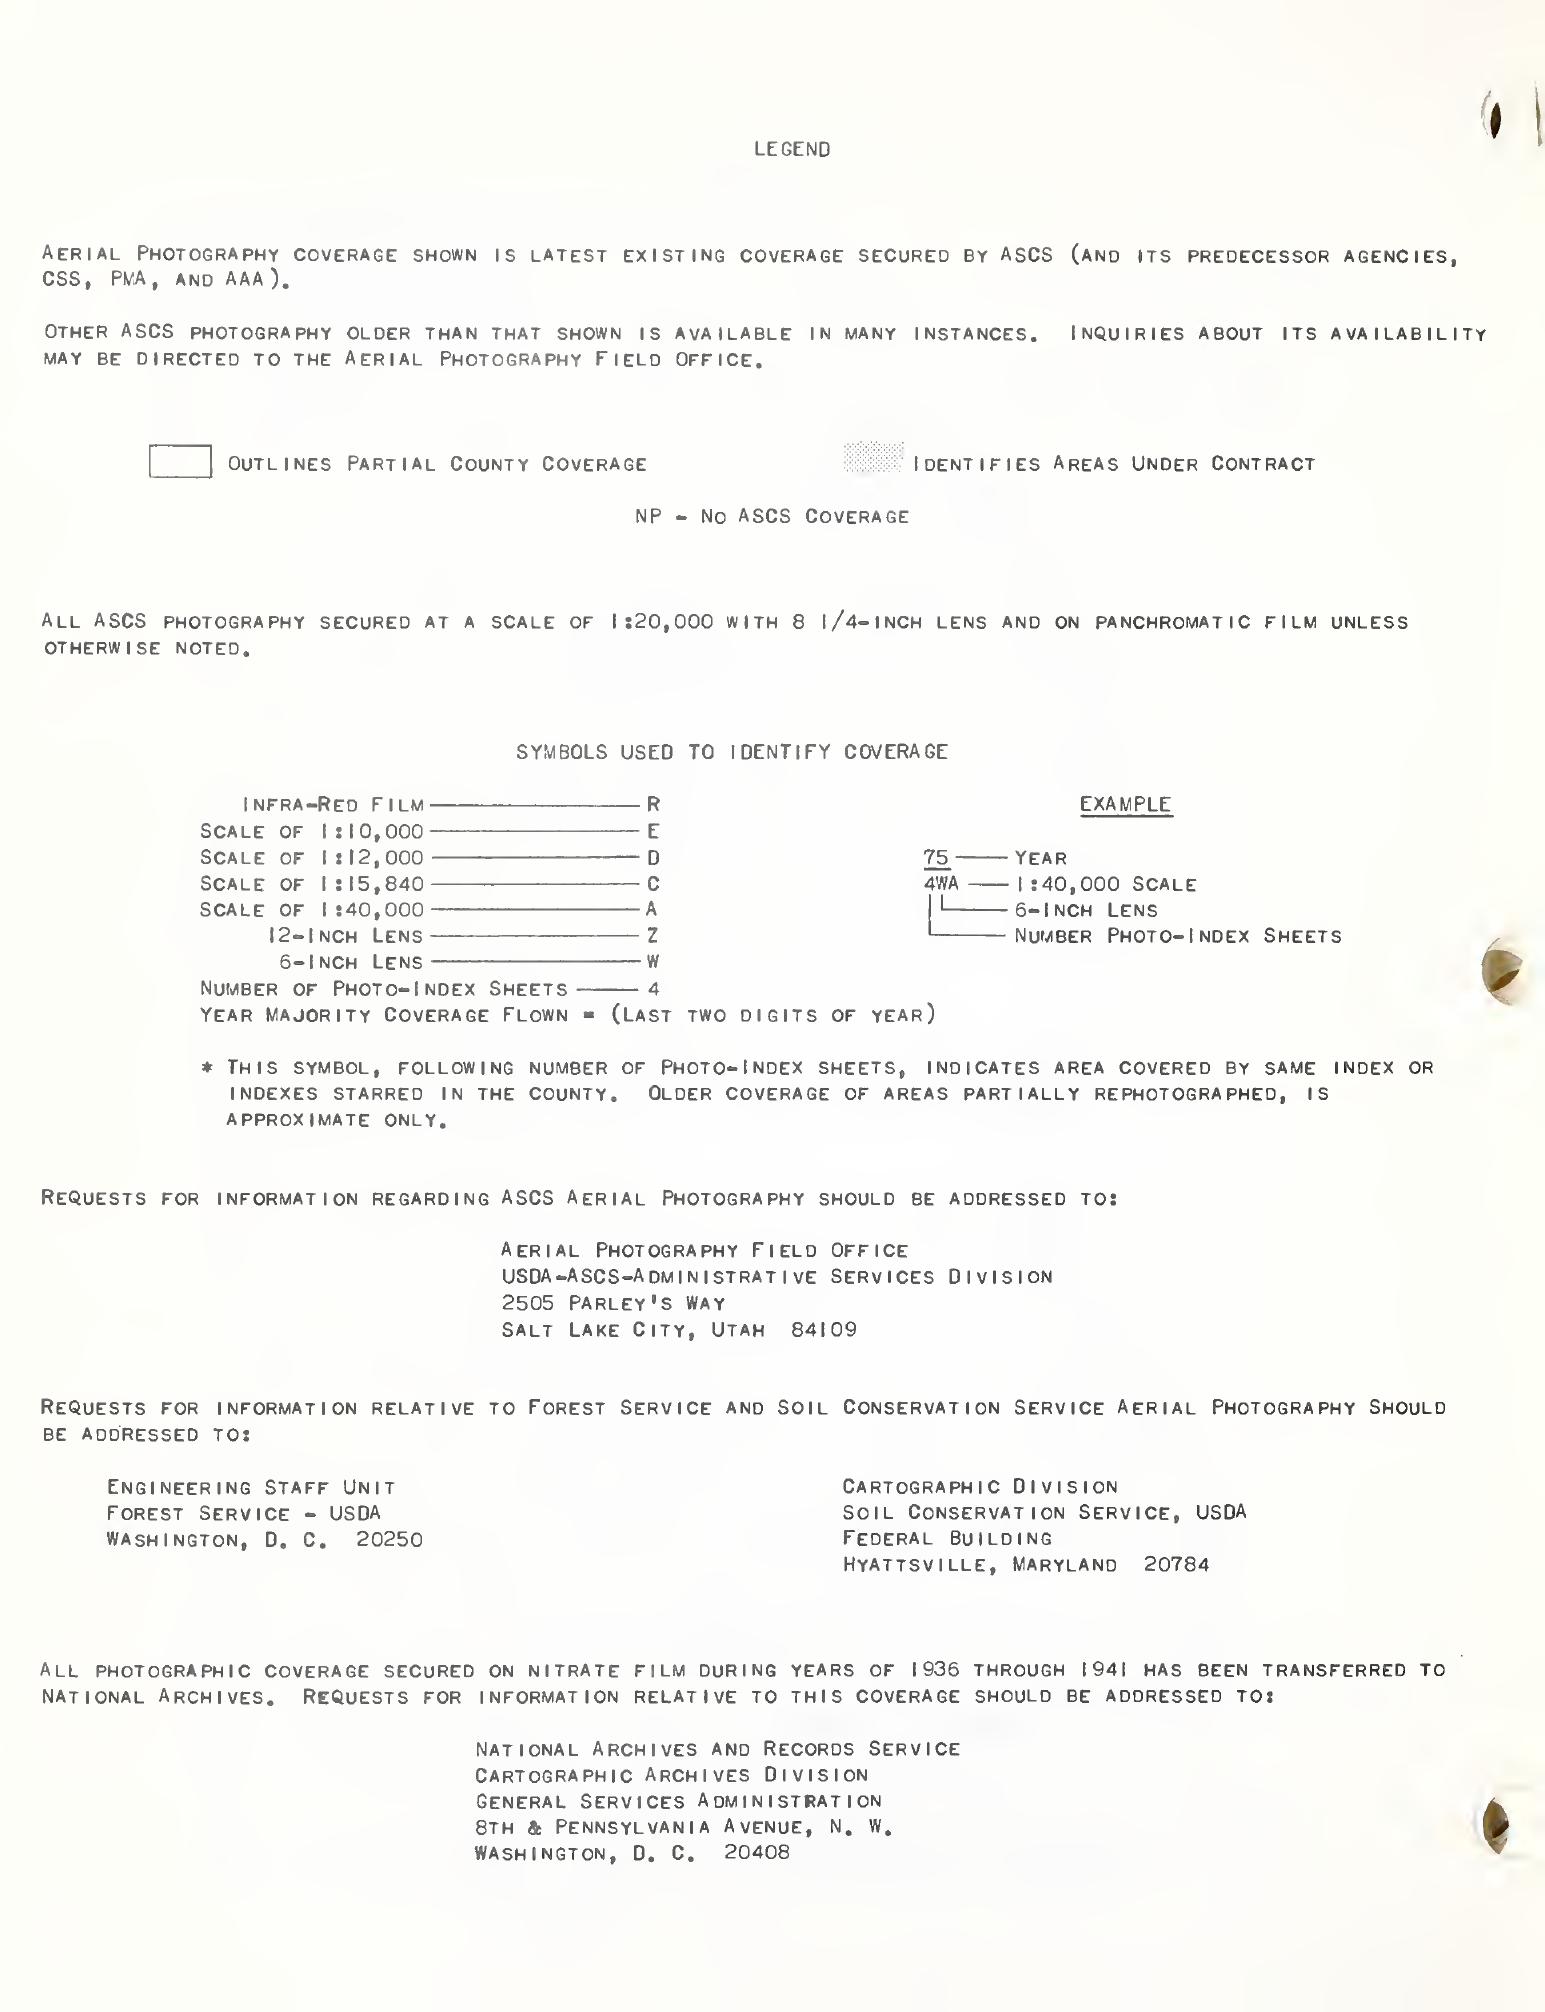 LEGEND
AERIAL PHOTOGRAPHY COVERAGE SHOWN IS LATEST EXISTING COVERAGE SECURED BY ASCS (AND ITS PREDECESSOR AGENCIES,
CSS, PMA, AND AAA).
OTHER ASCS PHOTOGRAPHY OLDER THAN THAT SHOWN IS AVAILABLE IN MANY INSTANCES. INQUIRIES ABOUT ITS AVAILABILITY
MAY BE DIRECTED TO THE AERIAL PHOTOGRAPHY FIELD OFFICE.
OUTLINES PARTIAL COUNTY COVERAGE
IDENTIFIES AREAS UNDER CONTRACT
NP - NO ASCS COVERAGE
ALL ASCS PHOTOGRAPHY SECURED AT A SCALE OF 1:20,000 WITH 8 1/4-INCH LENS AND ON PANCHROMATIC FILM UNLESS
OTHERWISE NOTED.
SYMBOLS USED TO IDENTIFY COVERAGE
INFRA-RED FILM R
SCALE OF 1:10,000 E
SCALE OF 1:12,000 D
SCALE OF 1:15,840 C
SCALE OF 1:40,000 A
12-INCH LENS Z
6-INCH LENS W
NUMBER OF PHOTO-INDEX SHEETS 4
YEAR MAJORITY COVERAGE FLOWN = (LAST TWO DIGITS OF YEAR)
EXAMPLE
75 YEAR
4WA 1:40,000 SCALE
6-INCH LENS
NUMBER PHOTO-INDEX SHEETS
* THIS SYMBOL, FOLLOWING NUMBER OF PHOTO-INDEX SHEETS, INDICATES AREA COVERED BY SAME INDEX OR
INDEXES STARRED IN THE COUNTY. OLDER COVERAGE OF AREAS PARTIALLY REPHOTOGRAPHED, IS
APPROXIMATE ONLY.
REQUESTS FOR INFORMATION REGARDING ASCS AERIAL PHOTOGRAPHY SHOULD BE ADDRESSED TO:
AERIAL PHOTOGRAPHY FIELD OFFICE
USDA-ASCS-ADMINISTRATIVE SERVICES DIVISION
2505 PARLEY'S WAY
SALT LAKE CITY, UTAH 84109
REQUESTS FOR INFORMATION RELATIVE TO FOREST SERVICE AND SOIL CONSERVATION SERVICE AERIAL PHOTOGRAPHY SHOULD
BE ADDRESSED TO:
ENGINEERING STAFF UNIT
FOREST SERVICE - USDA
WASHINGTON, D. C. 20250
CARTOGRAPHIC DIVISION
SOIL CONSERVATION SERVICE, USDA
FEDERAL BUILDING
HYATTSVILLE, MARYLAND 20784
ALL PHOTOGRAPHIC COVERAGE SECURED ON NITRATE FILM DURING YEARS OF 1936 THROUGH 1941 HAS BEEN TRANSFERRED TO
NATIONAL ARCHIVES. REQUESTS FOR INFORMATION RELATIVE TO THIS COVERAGE SHOULD BE ADDRESSED TO:
NATIONAL ARCHIVES AND RECORDS SERVICE
CARTOGRAPHIC ARCHIVES DIVISION
GENERAL SERVICES ADMINISTRATION
8TH & PENNSYLVANIA AVENUE, N. W.
WASHINGTON, D. C. 20408